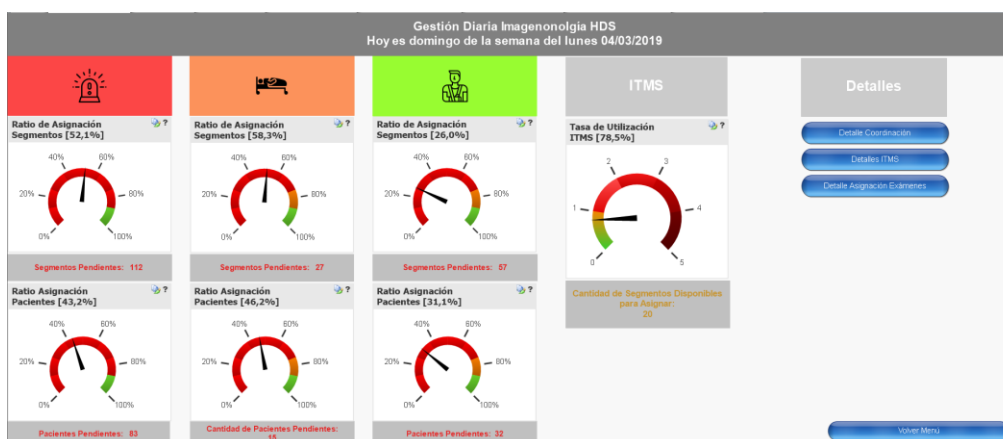 Gestión Diaria Imagenonolgía HDS
Hoy es domingo de la semana del lunes 04/03/2019
ITMS
Detalles
Ratio de Asignación
Segmentos [52,1%]
?
0%
20%
40%
60%
80%
100%
Segmentos Pendientes: 112
Ratio de Asignación
Segmentos [58,3%]
?
0%
20%
40%
60%
80%
100%
Segmentos Pendientes: 27
Ratio de Asignación
Segmentos [26,0%]
?
0%
20%
40%
60%
80%
100%
Segmentos Pendientes: 57
Tasa de Utilización
ITMS [78,5%]
?
0
1
2
3
4
5
Cantidad de Segmentos Disponibles
para Asignar:
20
Detalle Coordinación
Detalles ITMS
Detalle Asignación Exámenes
Ratio Asignación
Pacientes [43,2%]
?
0%
20%
40%
60%
80%
100%
Pacientes Pendientes: 83
Ratio Asignación
Pacientes [46,2%]
?
0%
20%
40%
60%
80%
100%
Cantidad de Pacientes Pendientes:
15
Ratio Asignación
Pacientes [31,1%]
?
0%
20%
40%
60%
80%
100%
Pacientes Pendientes: 32
Volver Menú